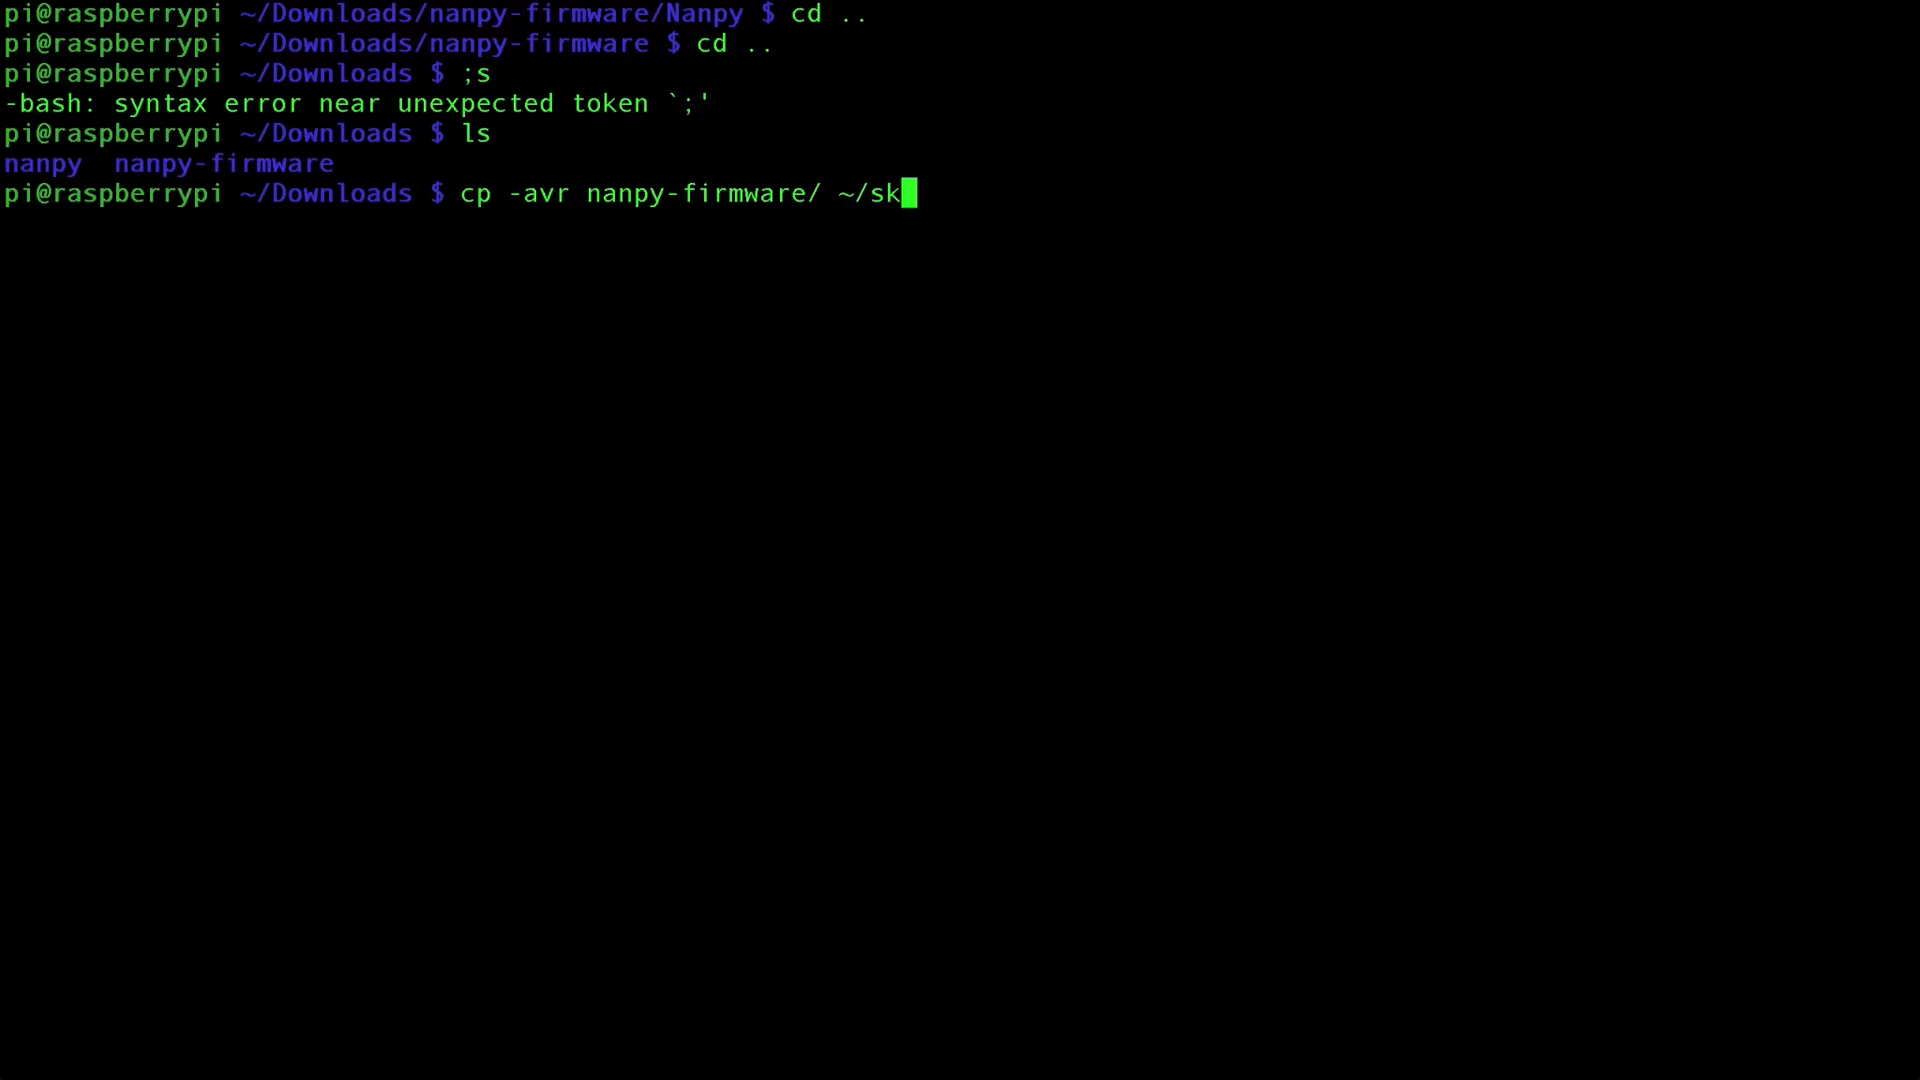 pi@raspberrypi ~/Downloads/nanpy-firmware/Nanpy $ cd ..
pi@raspberrypi ~/Downloads/nanpy-firmware $ cd ..
pi@raspberrypi ~/Downloads $ ;s
-bash: syntax error near unexpected token `;'
pi@raspberrypi ~/Downloads $ ls
nanpy  nanpy-firmware
pi@raspberrypi ~/Downloads $ cp -avr nanpy-firmware/ ~/sk